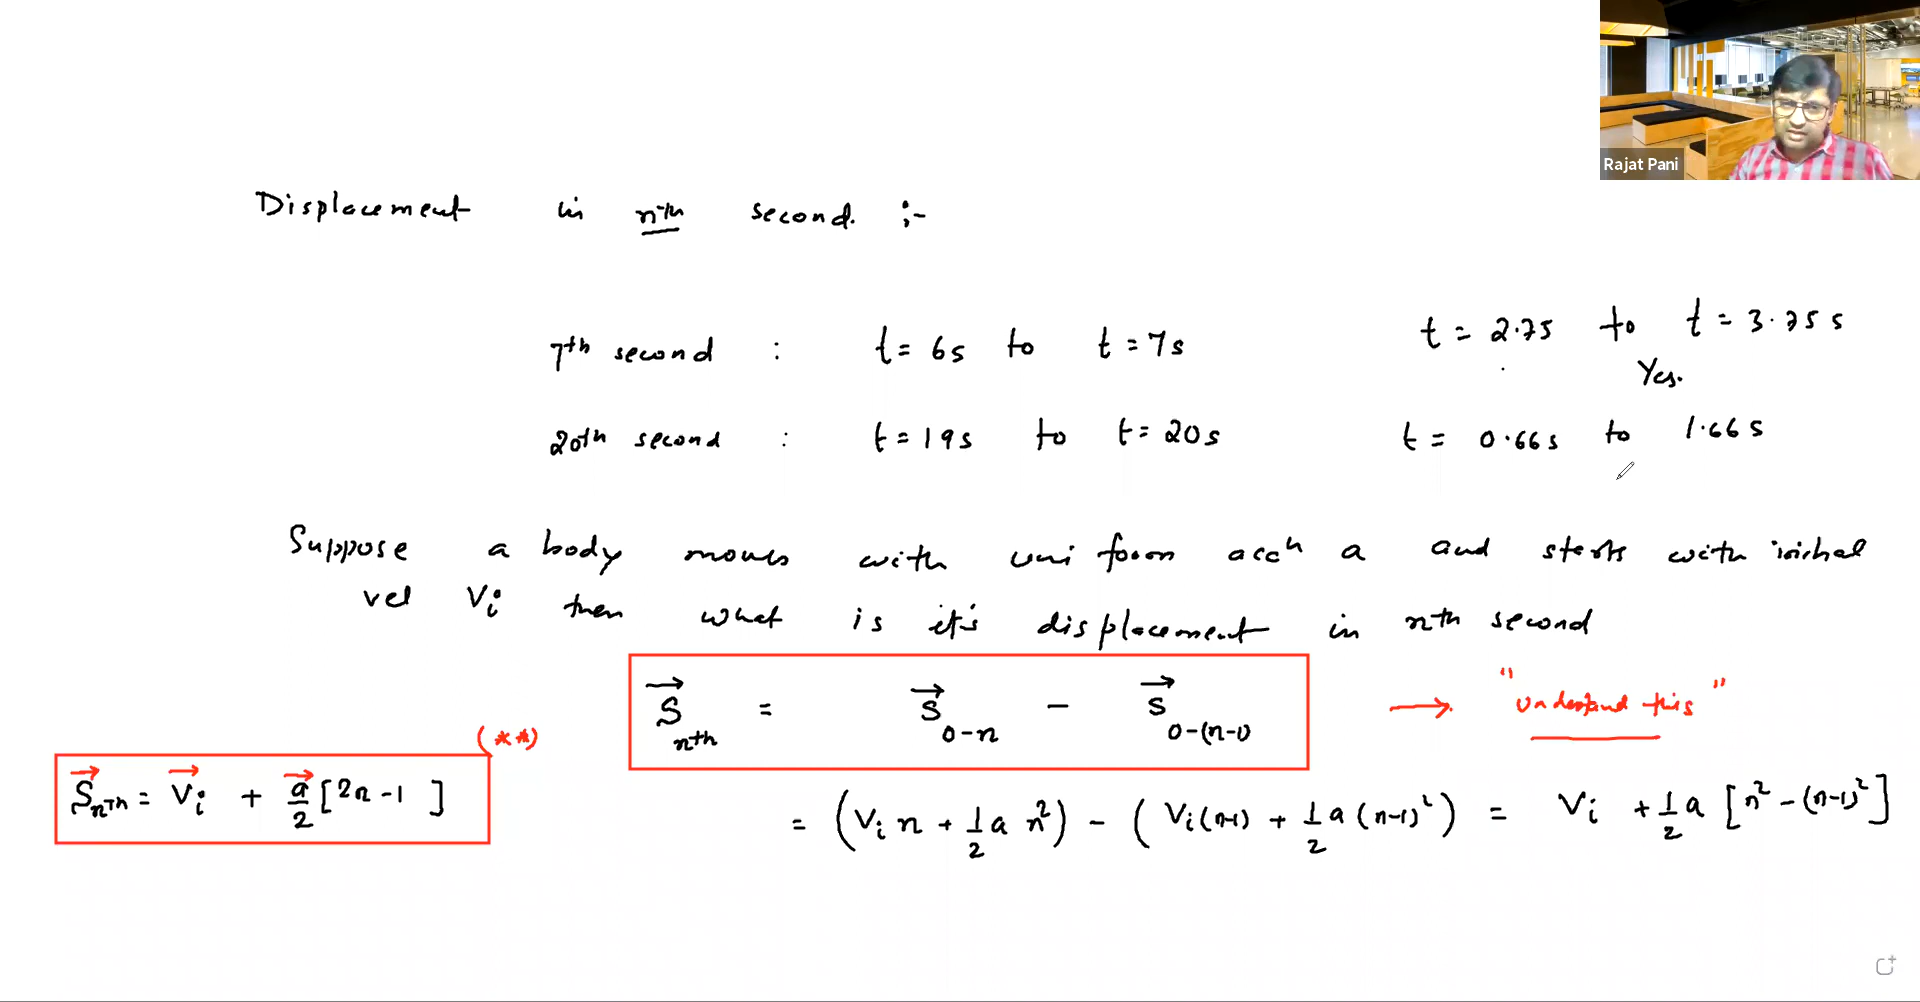 Rajat Pani
Displacement in nth second. :-
7th second : t = 6s to t = 7s
t = 2.75 to t = 3.75 s
Yes.
20th second : t = 19s to t = 20s
t = 0.66s to 1.66 s
Suppose a body moves with uniform accn a and starts with initial
vel Vi then what is it's displacement in nth second
S⃗nth = S⃗0-n - S⃗0-(n-1) → "understand this"
(**)
S⃗nth = V⃗i + a⃗/2 [2n-1]
= (Vi n + 1/2 a n²) - (Vi(n-1) + 1/2 a (n-1)²) = Vi + 1/2 a [n² - (n-1)²]